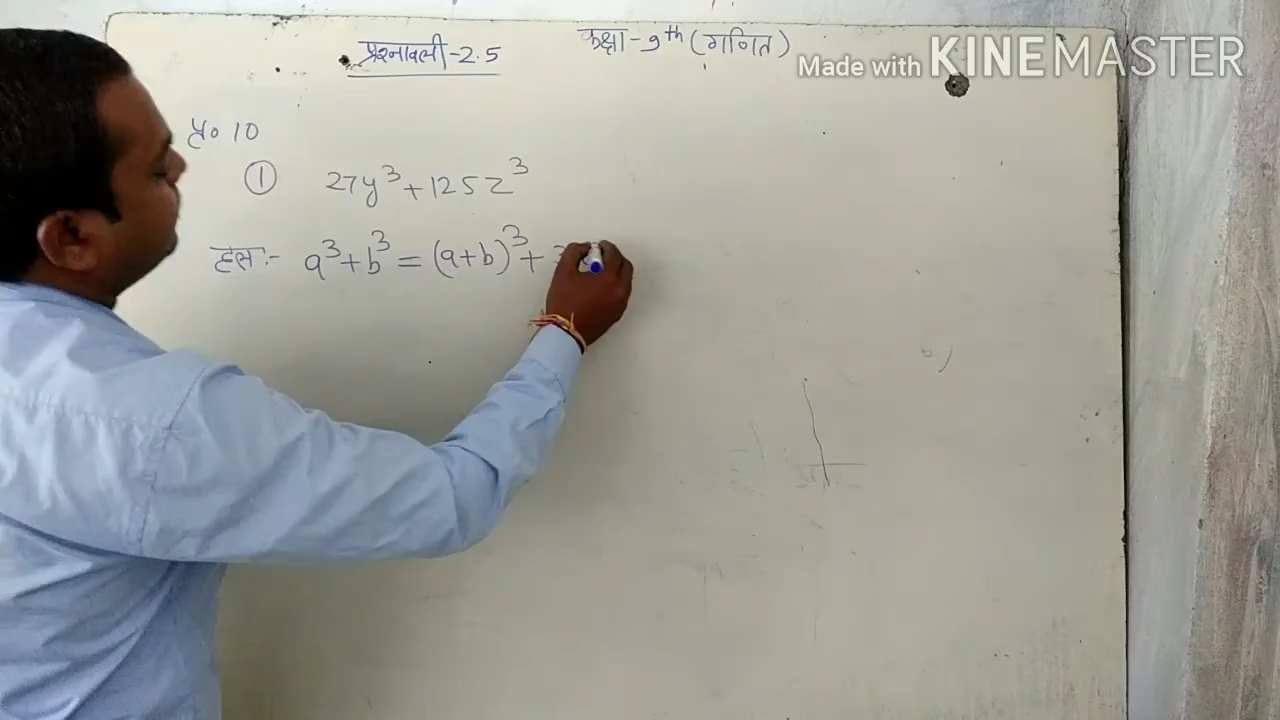 प्रश्नावली-2.5
कक्षा-9th (गणित)
Made with KINEMASTER
प्र० 10
① 27y³+125z³
हल:- a³+b³ = (a+b)³+ 3